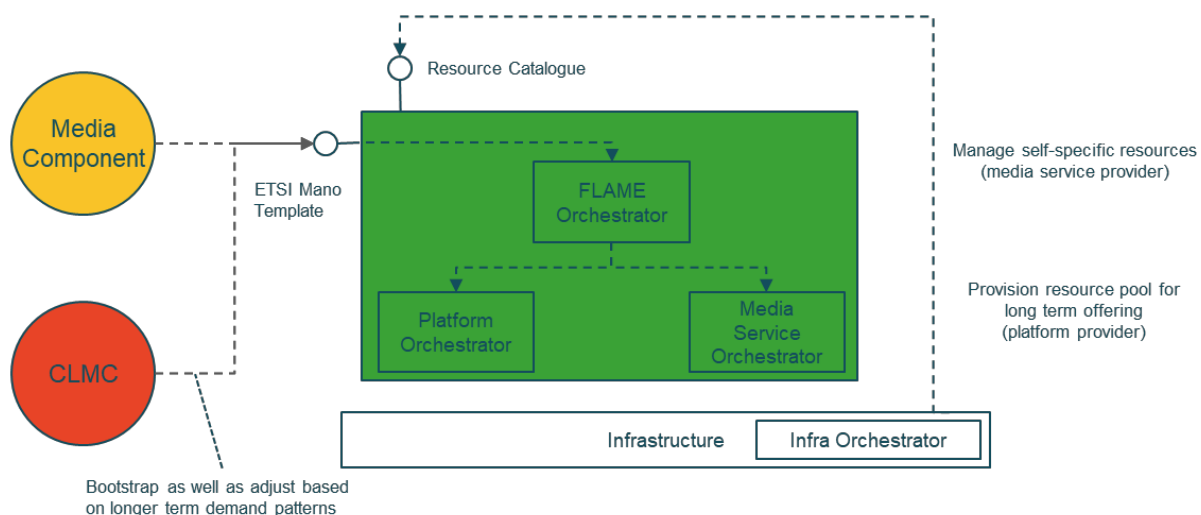 Resource Catalogue
Media
Component
ETSI Mano
Template
FLAME
Orchestrator
Manage self-specific resources
(media service provider)
Platform
Orchestrator
Media
Service
Orchestrator
Provision resource pool for
long term offering
(platform provider)
CLMC
Infrastructure
Infra Orchestrator
Bootstrap as well as adjust based
on longer term demand patterns